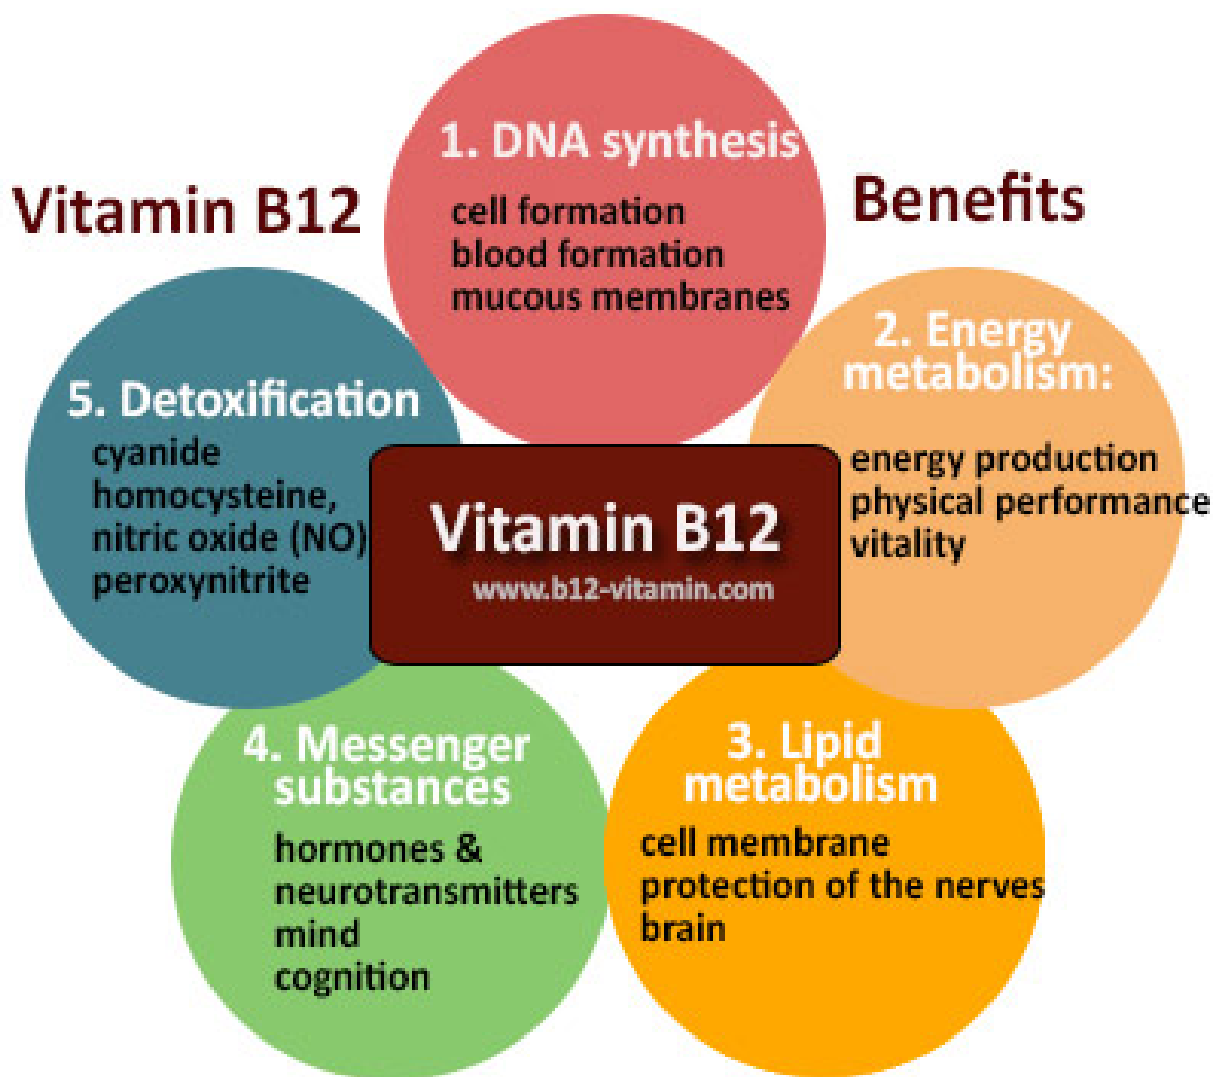 Vitamin B12
Benefits
1. DNA synthesis
cell formation
blood formation
mucous membranes
2. Energy
metabolism:
energy production
physical performance
vitality
3. Lipid
metabolism
cell membrane
protection of the nerves
brain
4. Messenger
substances
hormones &
neurotransmitters
mind
cognition
5. Detoxification
cyanide
homocysteine,
nitric oxide (NO)
peroxynitrite
Vitamin B12
www.b12-vitamin.com